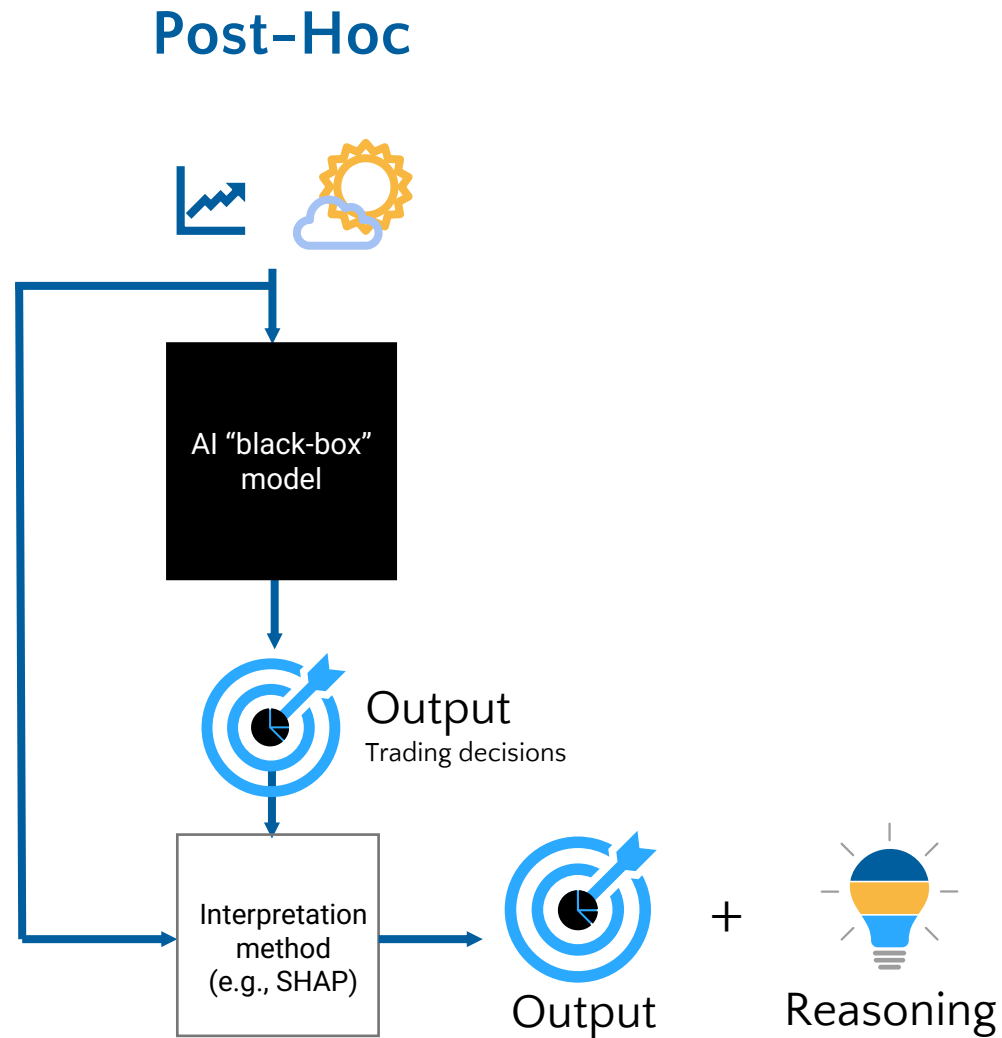 Post-Hoc
AI “black-box”
model
Output
Trading decisions
Interpretation
method
(e.g., SHAP)
+
Output
Reasoning